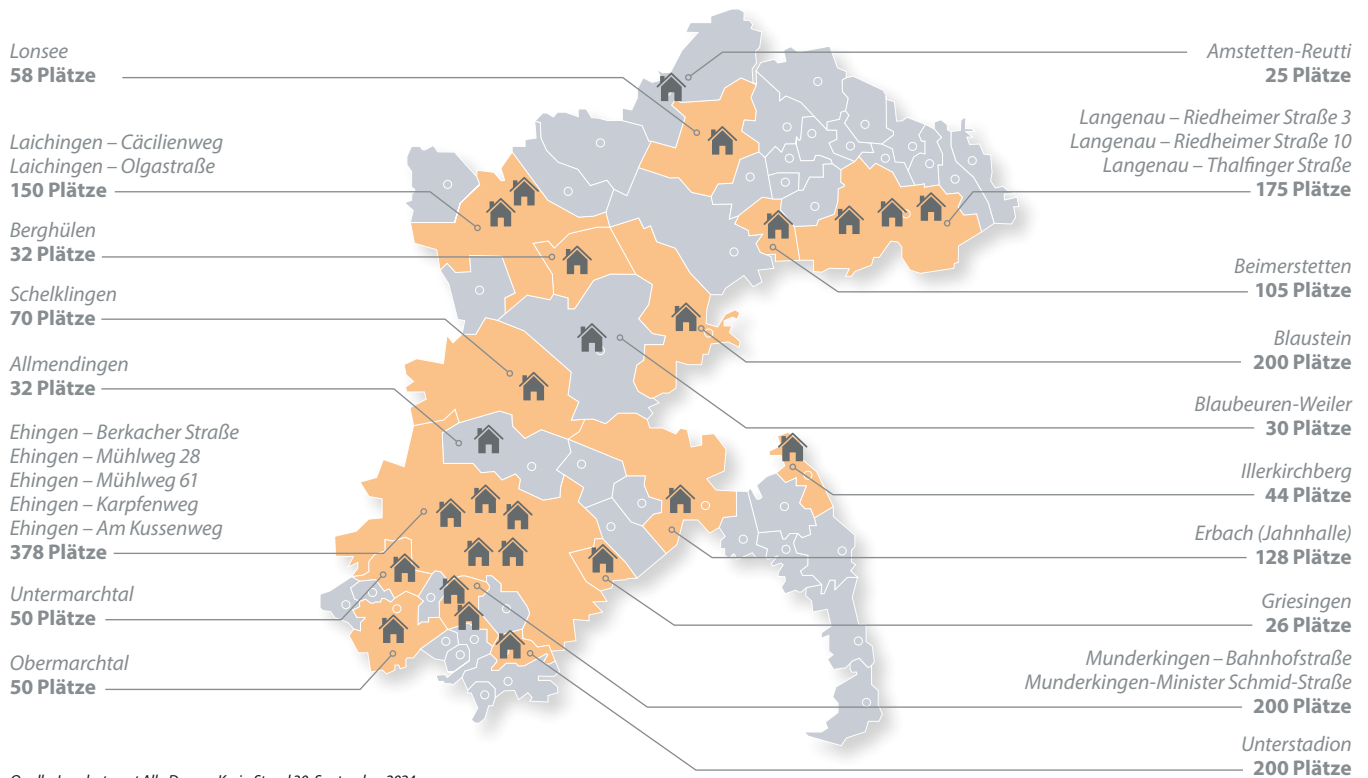 Lonsee
58 Plätze
Laichingen – Cäcilienweg
Laichingen – Olgastraße
150 Plätze
Berghülen
32 Plätze
Schelklingen
70 Plätze
Allmendingen
32 Plätze
Ehingen – Berkacher Straße
Ehingen – Mühlweg 28
Ehingen – Mühlweg 61
Ehingen – Karpfenweg
Ehingen – Am Kussenweg
378 Plätze
Untermarchtal
50 Plätze
Obermarchtal
50 Plätze
Amstetten-Reutti
25 Plätze
Langenau – Riedheimer Straße 3
Langenau – Riedheimer Straße 10
Langenau – Thalfinger Straße
175 Plätze
Beimerstetten
105 Plätze
Blaustein
200 Plätze
Blaubeuren-Weiler
30 Plätze
Illerkirchberg
44 Plätze
Erbach (Jahnhalle)
128 Plätze
Griesingen
26 Plätze
Munderkingen – Bahnhofstraße
Munderkingen-Minister Schmid-Straße
200 Plätze
Unterstadion
200 Plätze